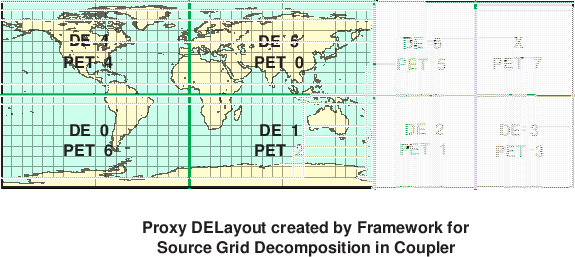 DE 4
PET 4
DE 5
PET 0
DE 6
PET 5
X
PET 7
DE 0
PET 6
DE 1
PET 2
DE 2
PET 1
DE 3
PET 3
Proxy DELayout created by Framework for
Source Grid Decomposition in Coupler